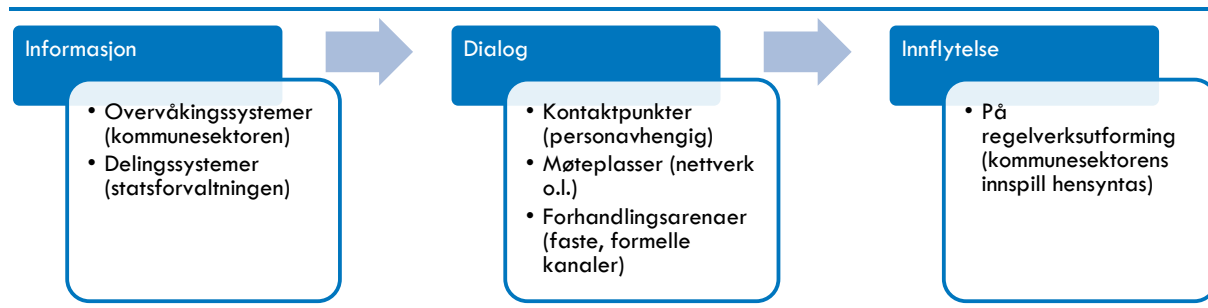 Informasjon
• Overvåkingssystemer
(kommunesektoren)
• Delingssystemer
(statsforvaltningen)
Dialog
• Kontaktpunkter
(personavhengig)
• Møteplasser (nettverk
o.l.)
• Forhandlingsarenaer
(faste, formelle
kanaler)
Innflytelse
• På
regelverksutforming
(kommunesektorens
innspill hensyntas)